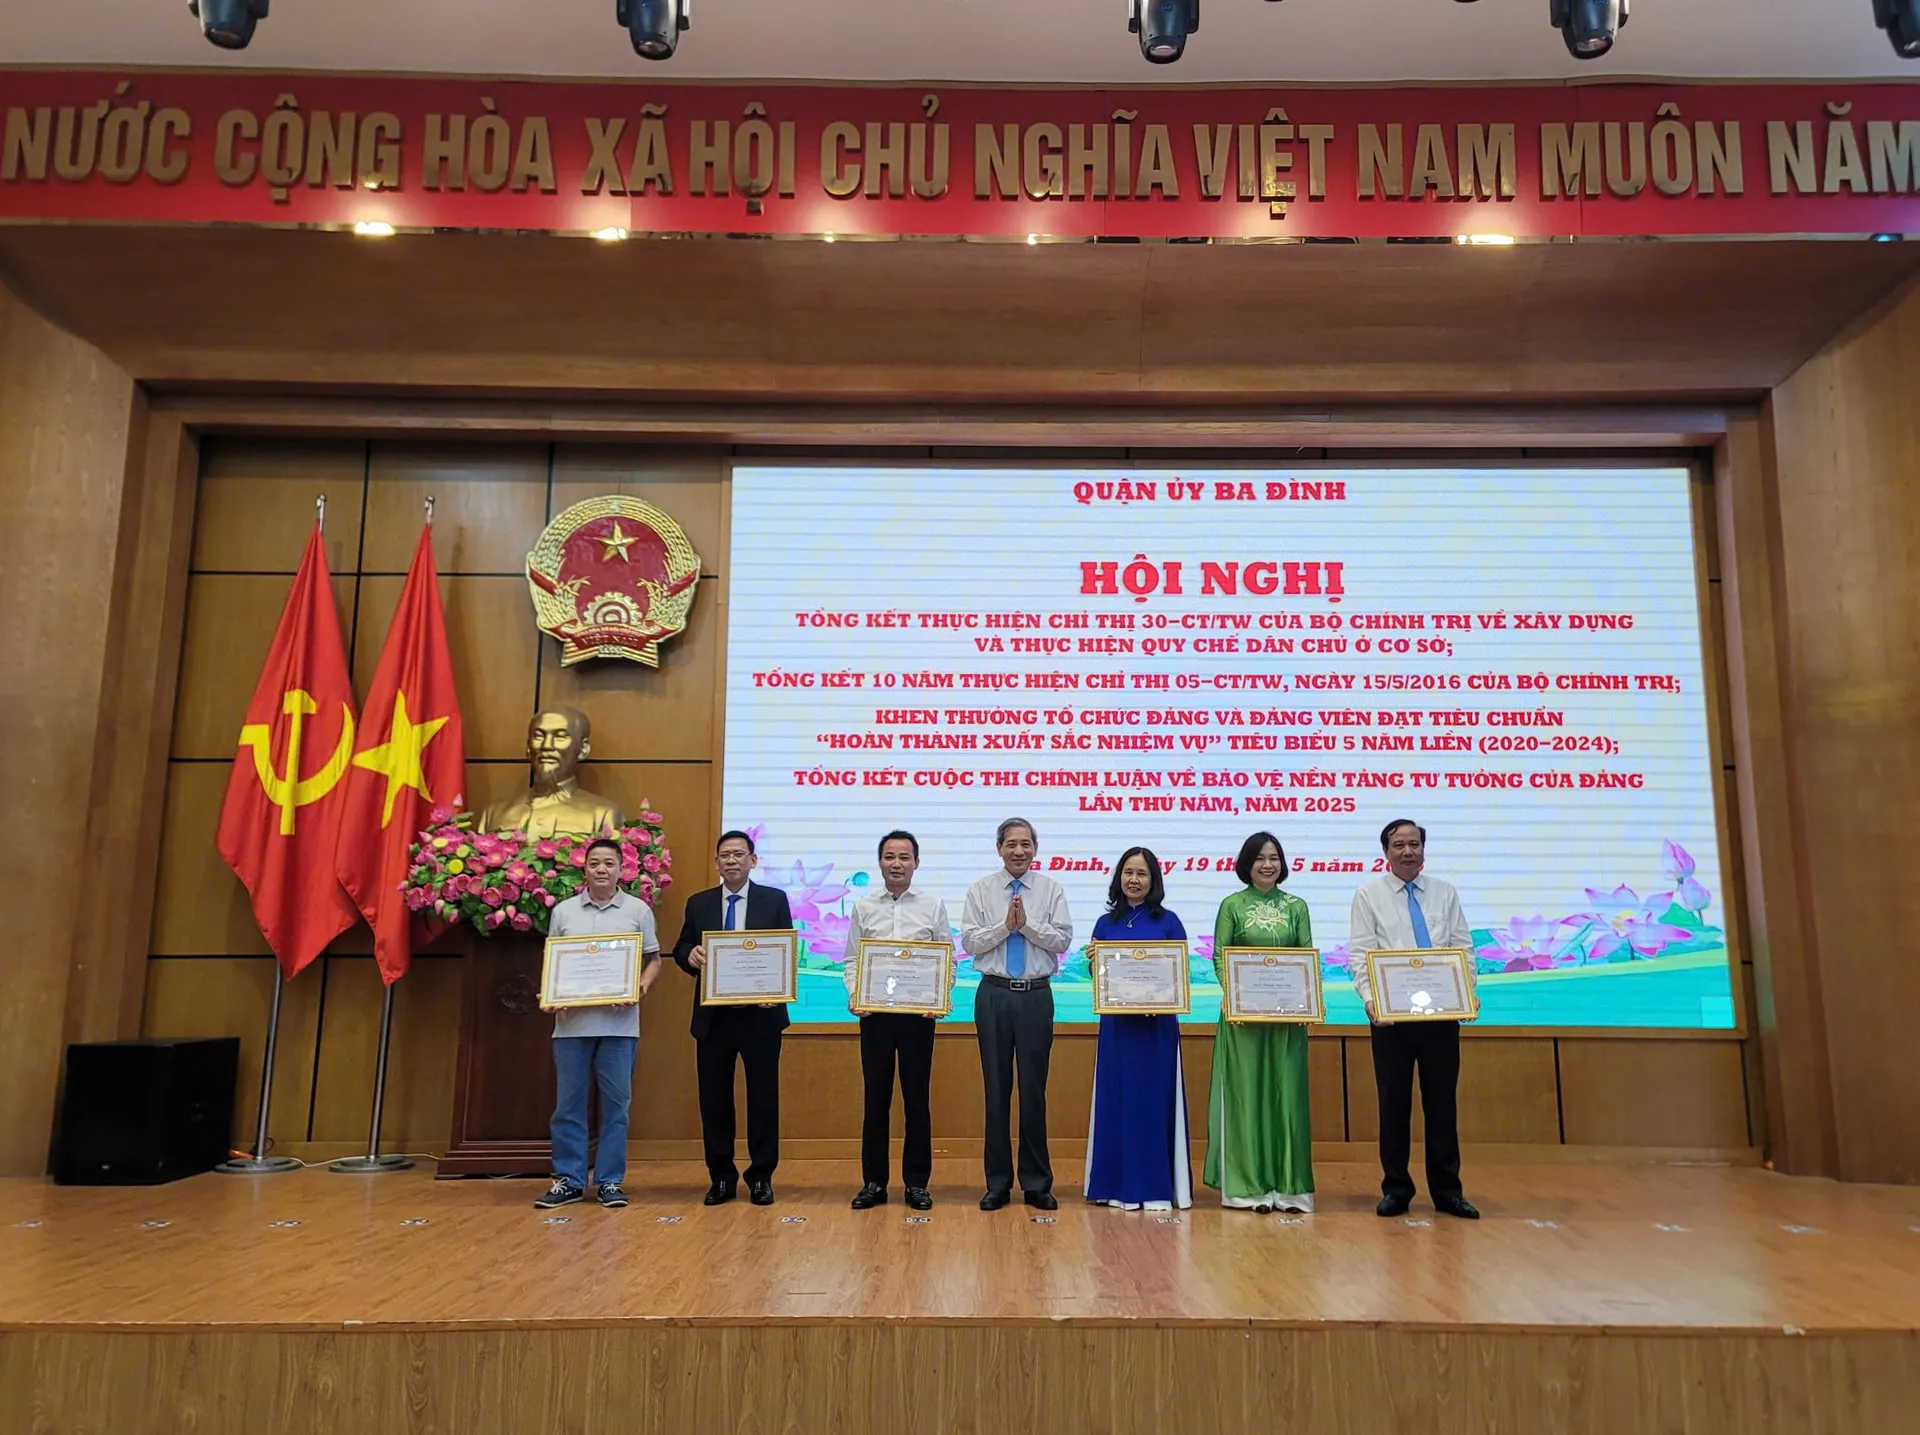 NƯỚC CỘNG HÒA XÃ HỘI CHỦ NGHĨA VIỆT NAM MUÔN NĂM
QUẬN ỦY BA ĐÌNH
HỘI NGHỊ
TỔNG KẾT THỰC HIỆN CHỈ THỊ 30-CT/TW CỦA BỘ CHÍNH TRỊ VỀ XÂY DỰNG
VÀ THỰC HIỆN QUY CHẾ DÂN CHỦ Ở CƠ SỞ;
TỔNG KẾT 10 NĂM THỰC HIỆN CHỈ THỊ 05-CT/TW, NGÀY 15/5/2016 CỦA BỘ CHÍNH TRỊ;
KHEN THƯỞNG TỔ CHỨC ĐẢNG VÀ ĐẢNG VIÊN ĐẠT TIÊU CHUẨN
“HOÀN THÀNH XUẤT SẮC NHIỆM VỤ” TIÊU BIỂU 5 NĂM LIỀN (2020-2024);
TỔNG KẾT CUỘC THI CHÍNH LUẬN VỀ BẢO VỆ NỀN TẢNG TƯ TƯỞNG CỦA ĐẢNG
LẦN THỨ NĂM, NĂM 2025
Đình, 19 5 năm
VIỆT NAM